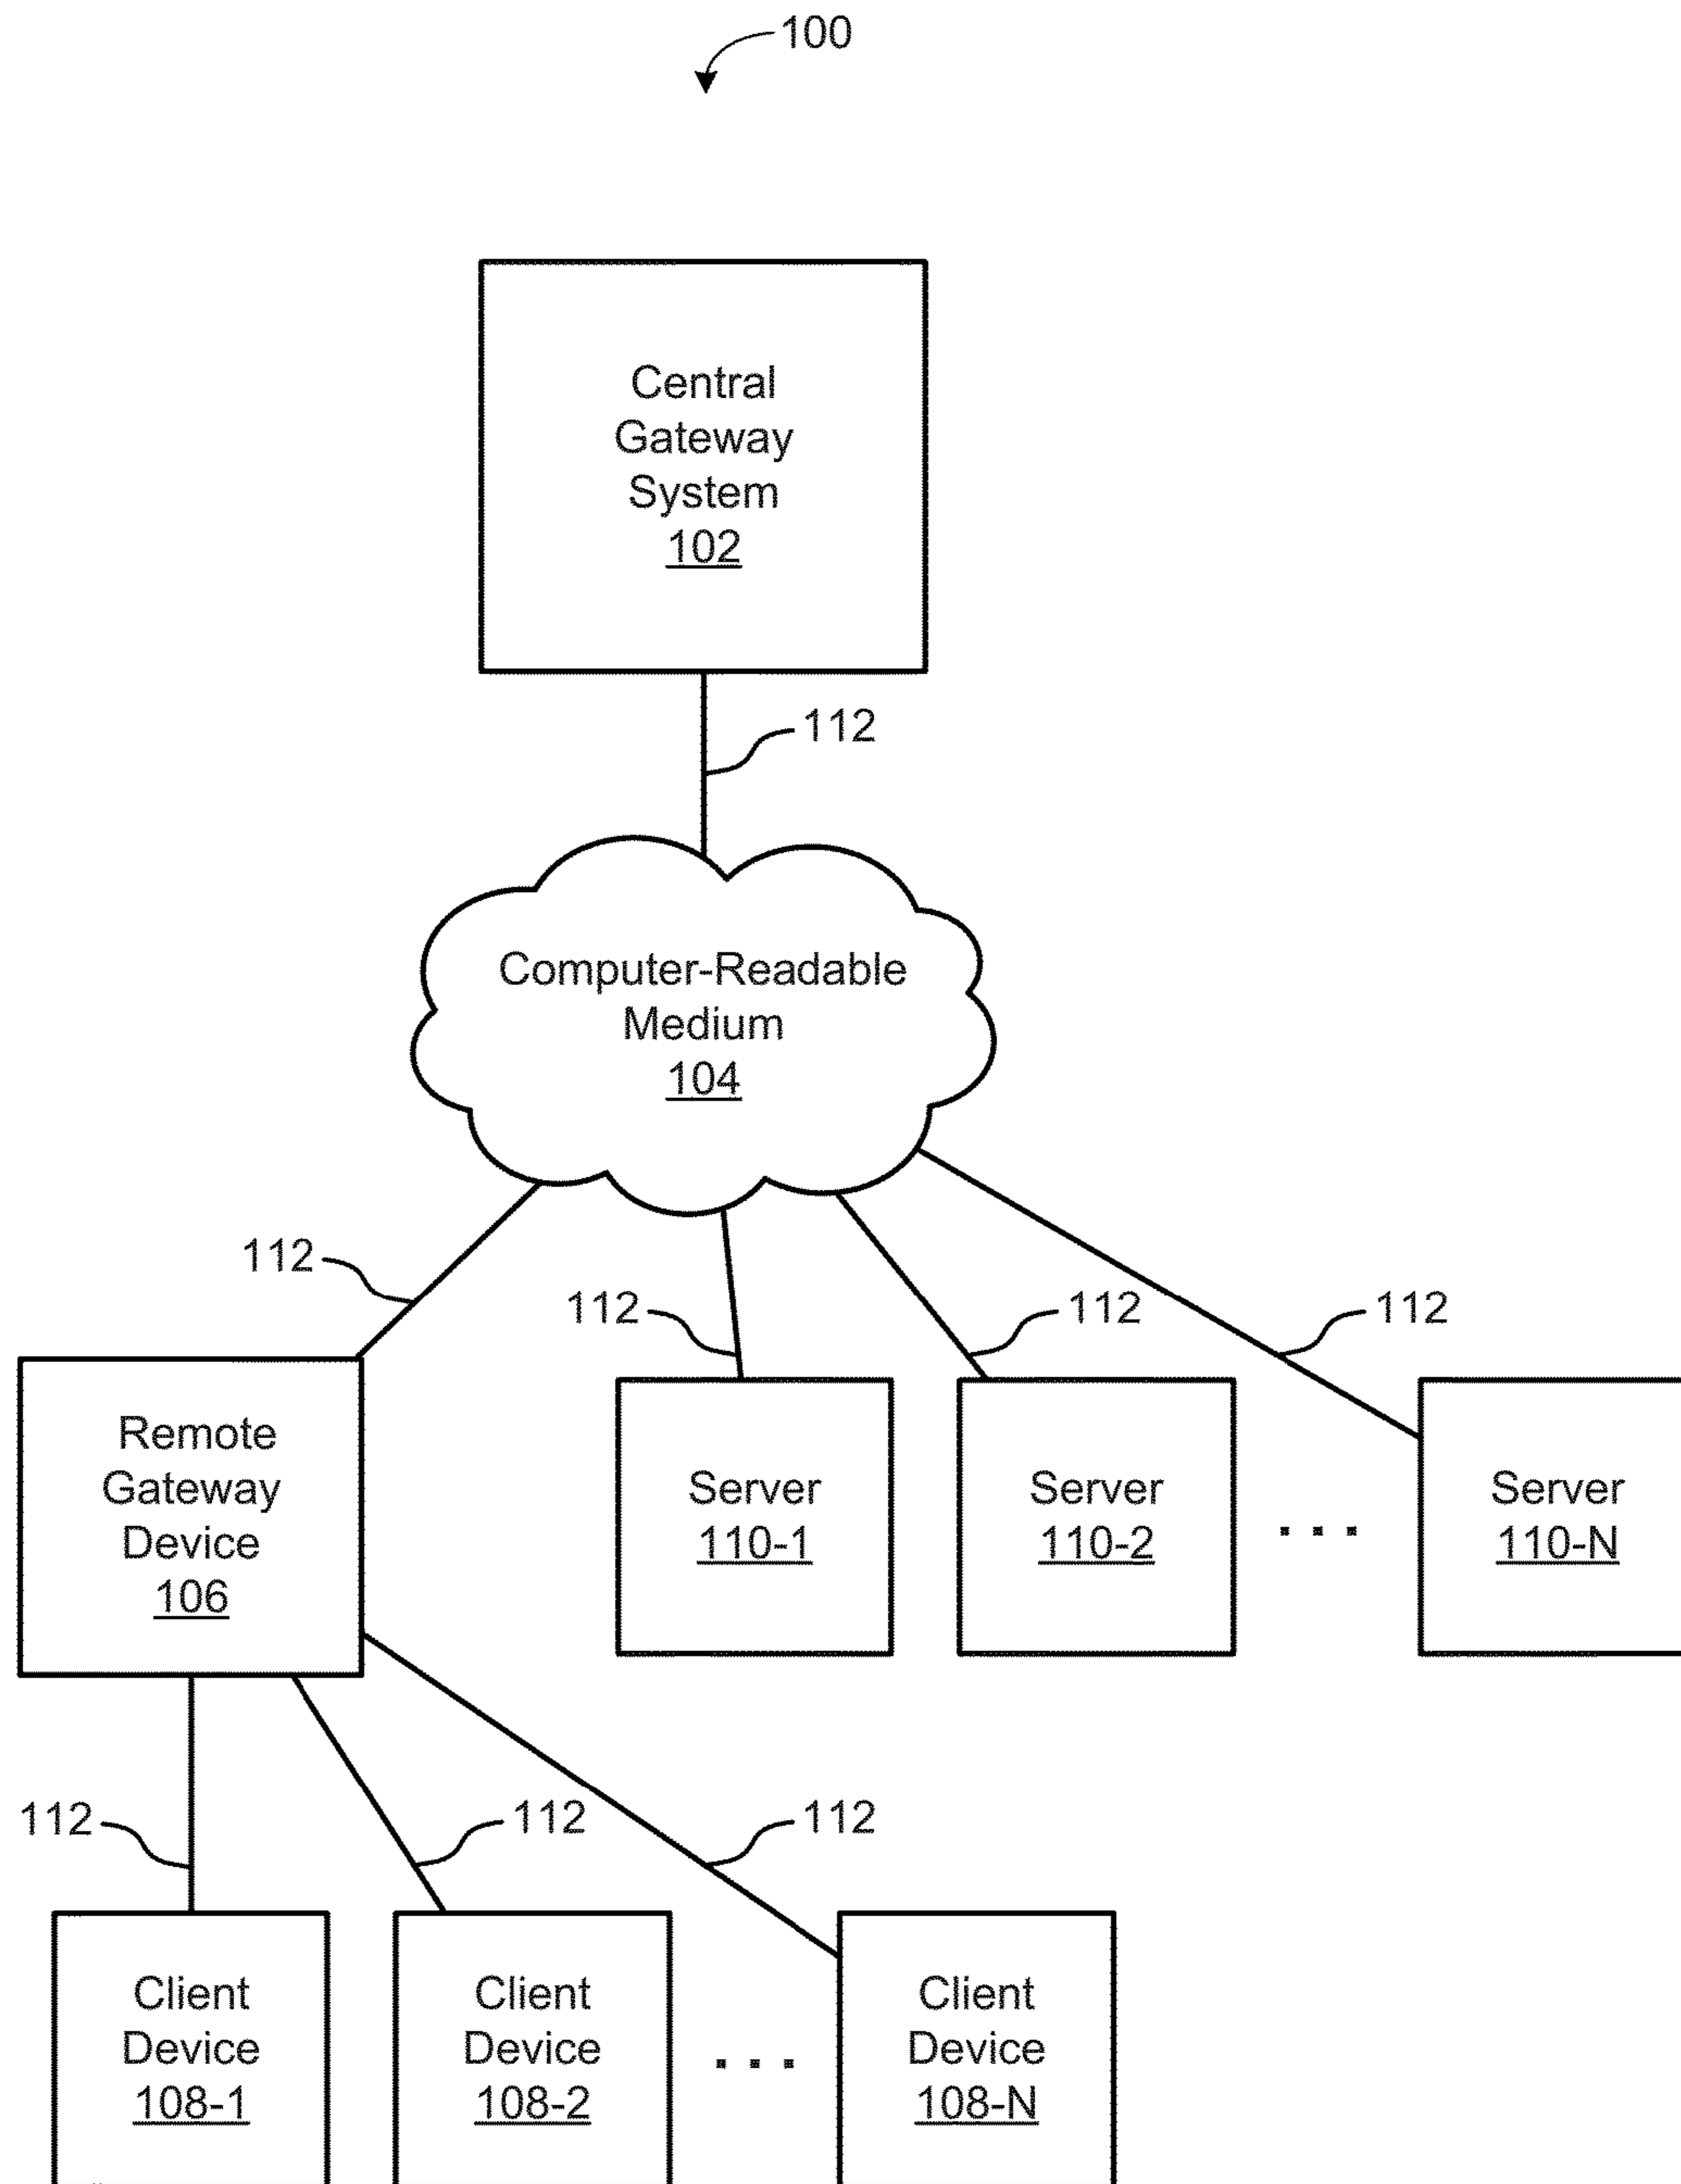 100
Central
Gateway
System
102
112
Computer-Readable
Medium
104
112
112
112
112
Remote
Gateway
Device
106
Server
110-1
Server
110-2
. . .
Server
110-N
112
112
112
Client
Device
108-1
Client
Device
108-2
. . .
Client
Device
108-N